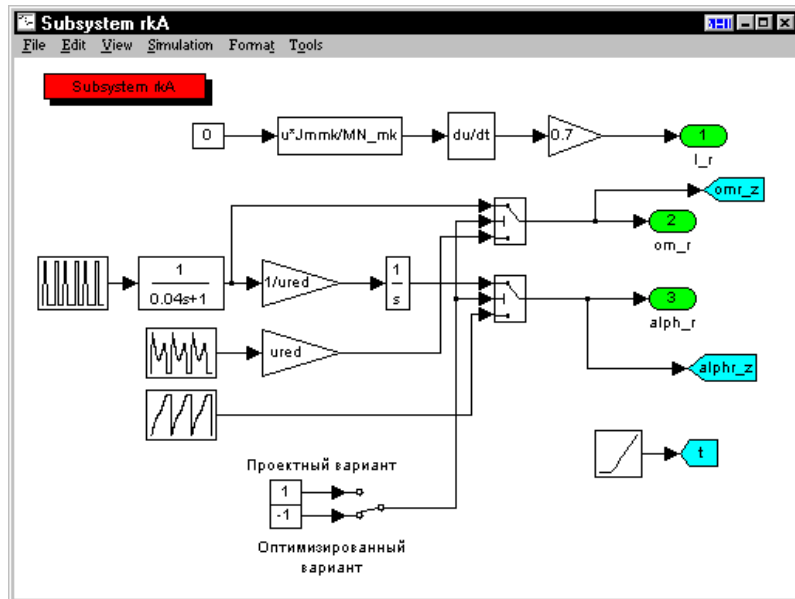 Subsystem rkA
File Edit View Simulation Format Tools
Subsystem rkA
0
u*Jmmk/MN_mk
du/dt
0.7
1
I_r
omr_z
2
om_r
1
0.04s+1
1/ured
1
s
3
alph_r
ured
alphr_z
t
Проектный вариант
1
-1
Оптимизированный
вариант